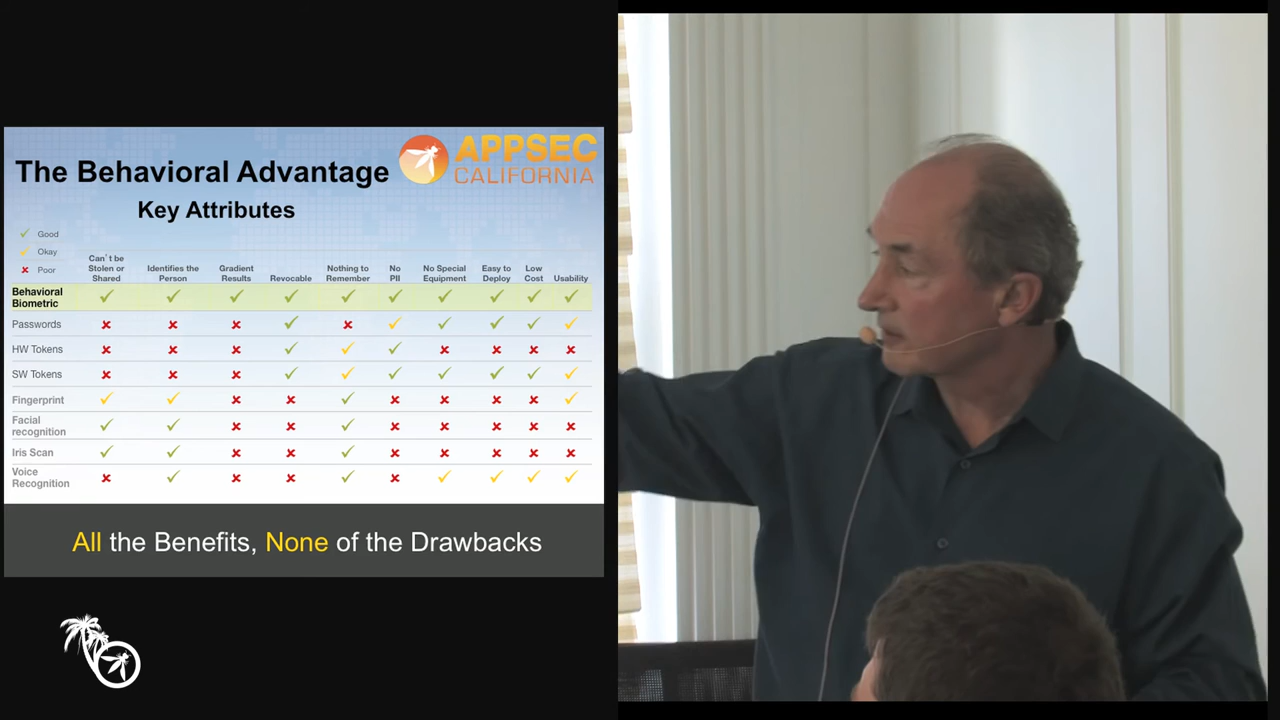 The Behavioral Advantage
APPSEC
CALIFORNIA
Key Attributes
Good
Okay
Poor
Can't be Stolen or Shared
Identifies the Person
Gradient Results
Revocable
Nothing to Remember
No PII
No Special Equipment
Easy to Deploy
Low Cost
Usability
Behavioral Biometric
Passwords
HW Tokens
SW Tokens
Fingerprint
Facial recognition
Iris Scan
Voice Recognition
All the Benefits, None of the Drawbacks